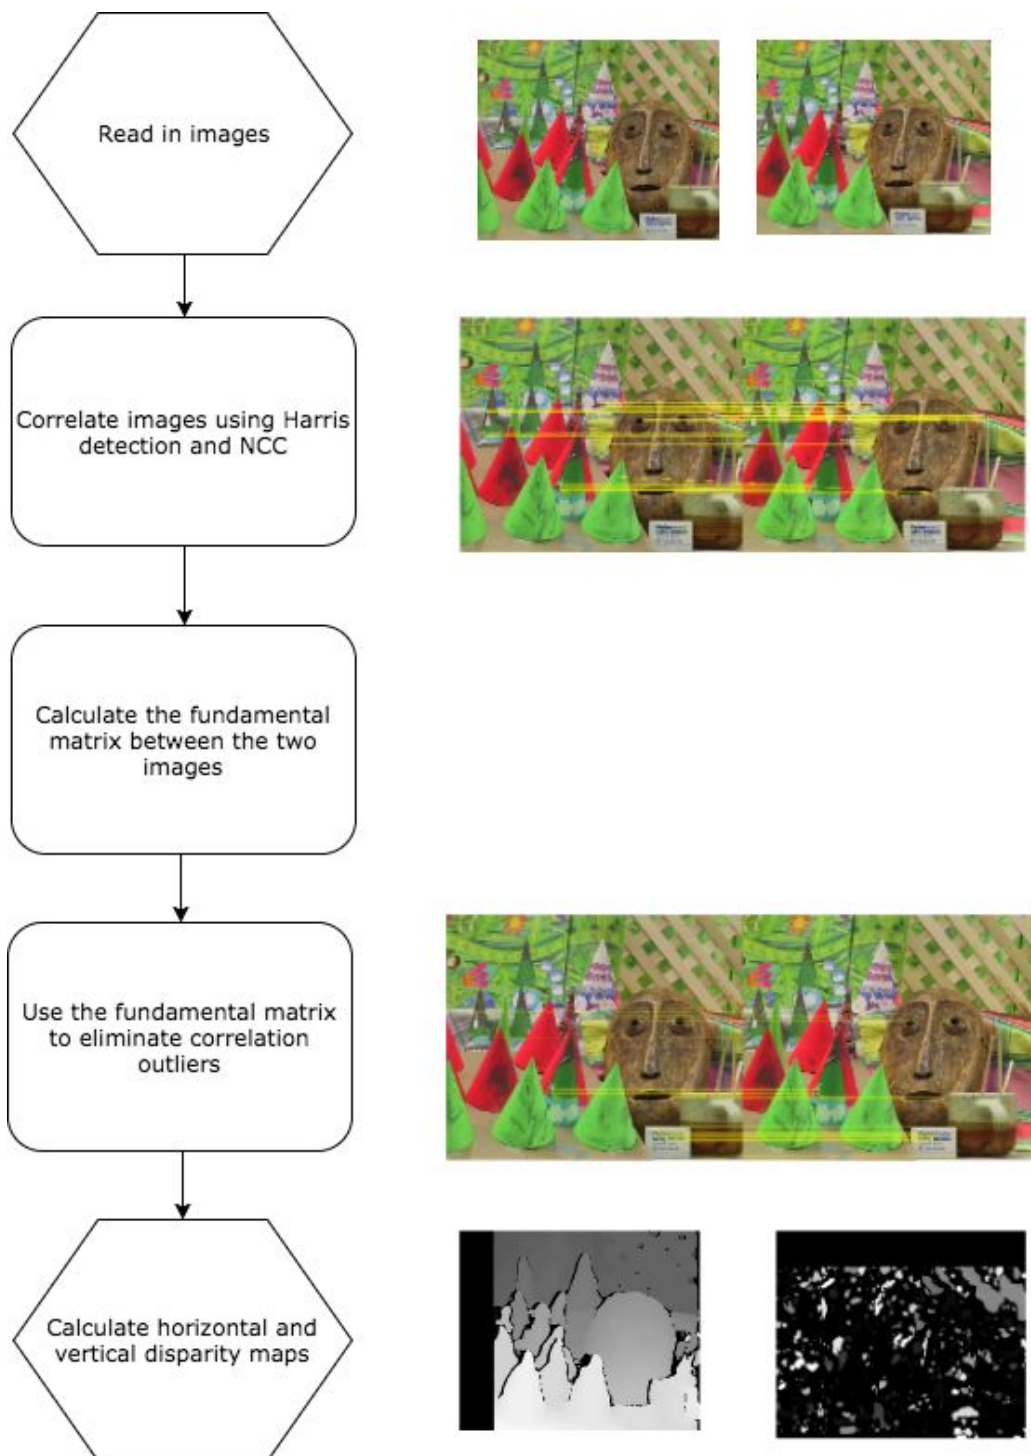 Read in images
Correlate images using Harris
detection and NCC
Calculate the fundamental
matrix between the two
images
Use the fundamental matrix
to eliminate correlation
outliers
Calculate horizontal and
vertical disparity maps